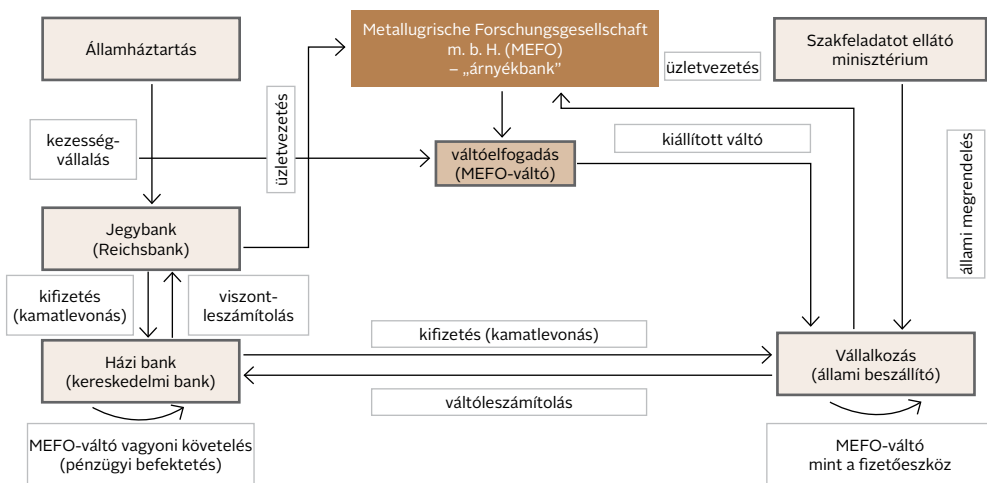 Államháztartás
Metallugrische Forschungsgesellschaft
m. b. H. (MEFO)
– „árnyékbank”
Szakfeladatot ellátó
minisztérium
üzletvezetés
kezesség-
vállalás
üzletvezetés
váltóelfogadás
(MEFO-váltó)
kiállított váltó
állami megrendelés
Jegybank
(Reichsbank)
kifizetés
(kamatlevonás)
viszont-
leszámítolás
kifizetés (kamatlevonás)
Házi bank
(kereskedelmi bank)
Vállalkozás
(állami beszállító)
váltóleszámítolás
MEFO-váltó vagyoni követelés
(pénzügyi befektetés)
MEFO-váltó
mint a fizetőeszköz